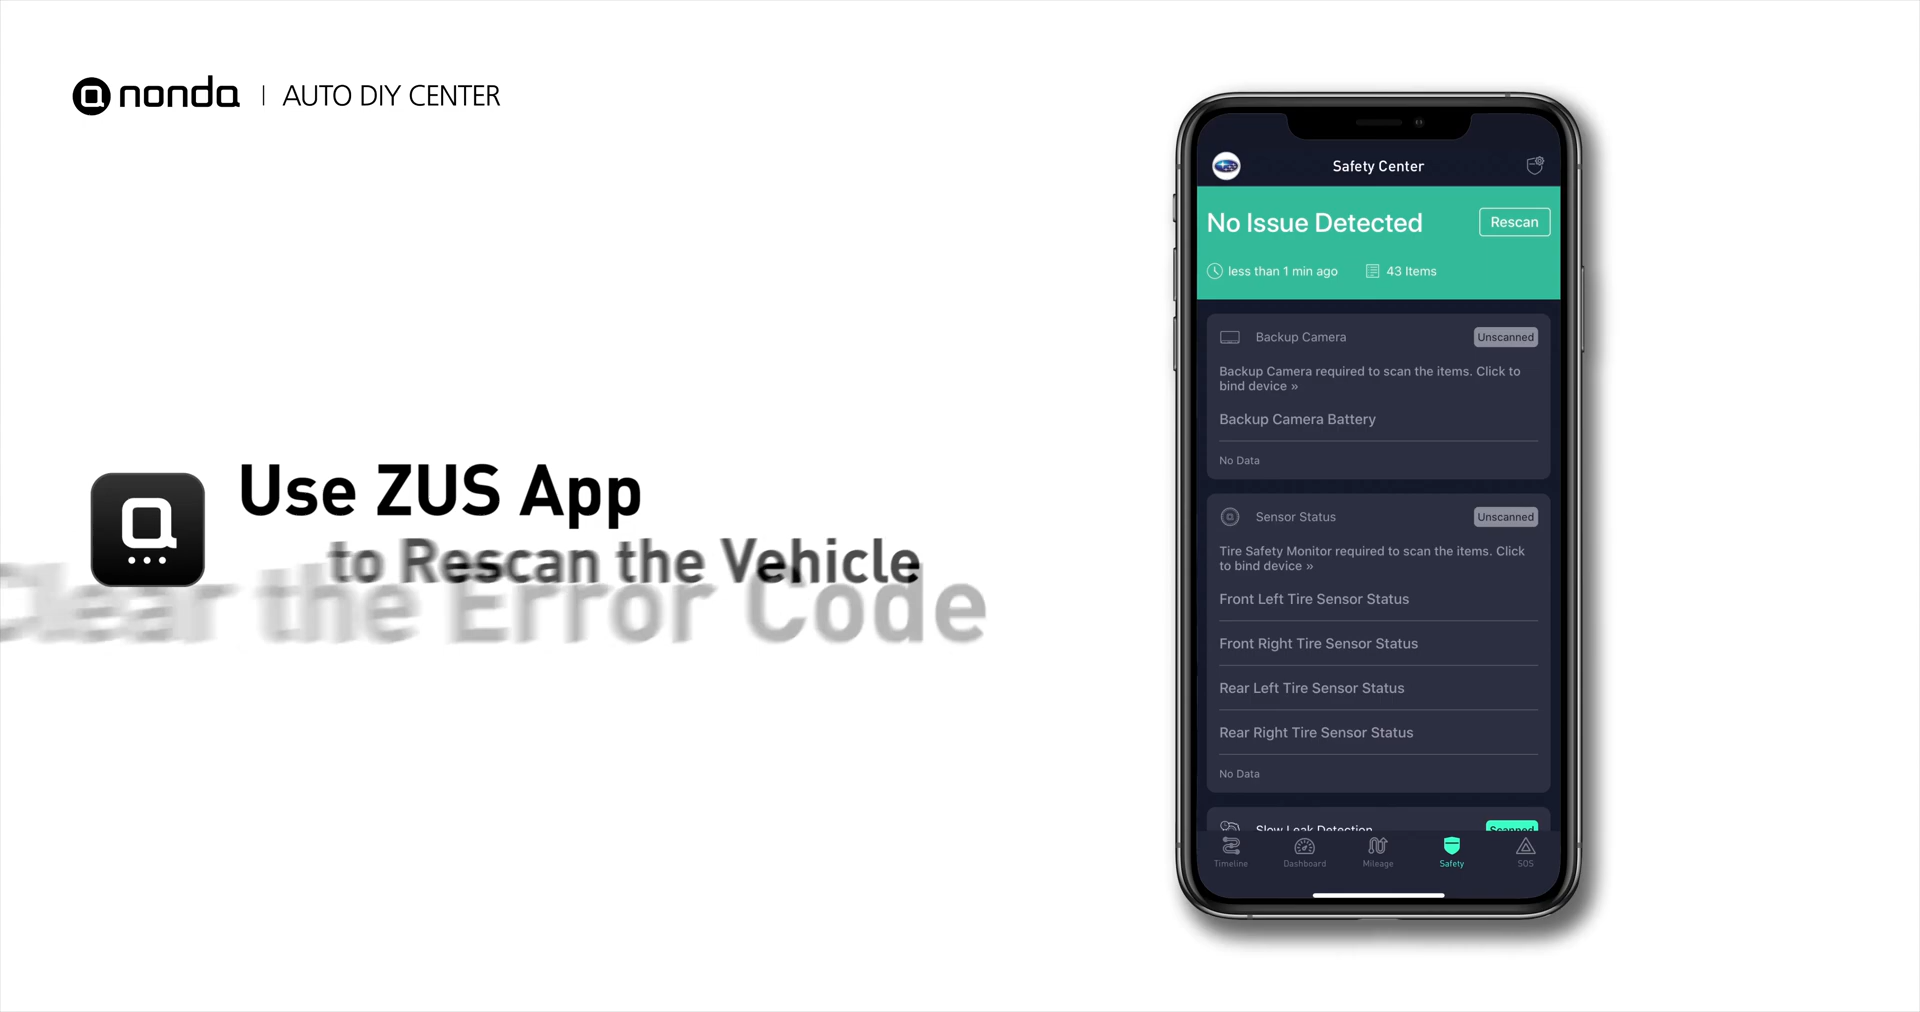 nonda | AUTO DIY CENTER
Use ZUS App
to Rescan the Vehicle
Clear the Error Code
Safety Center
No Issue Detected
Rescan
less than 1 min ago
43 Items
Backup Camera
Unscanned
Backup Camera required to scan the items. Click to
bind device »
Backup Camera Battery
No Data
Sensor Status
Unscanned
Tire Safety Monitor required to scan the items. Click
to bind device »
Front Left Tire Sensor Status
Front Right Tire Sensor Status
Rear Left Tire Sensor Status
Rear Right Tire Sensor Status
No Data
Slow Leak Detection
Scanned
Timeline
Dashboard
Mileage
Safety
SOS